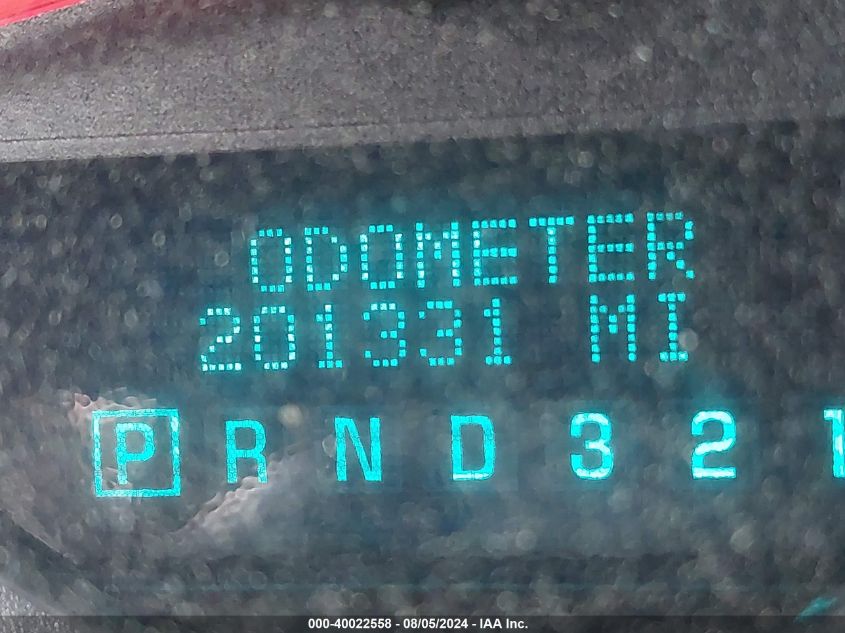 ODOMETER
201331 MI
P R N D 3 2 1
000-40022558 - 08/05/2024 - IAA Inc.